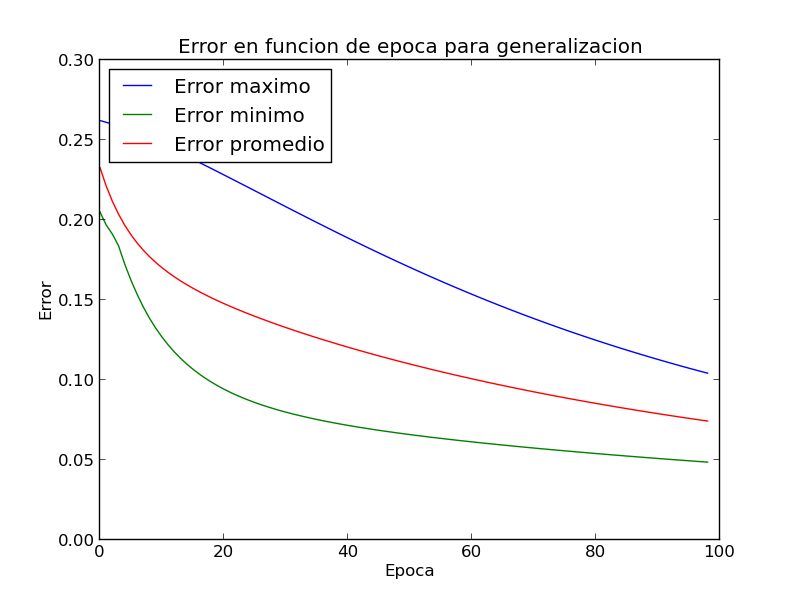 Error en funcion de epoca para generalizacion
0.30
Error maximo
Error minimo
Error promedio
0.25
0.20
0.15
0.10
0.05
0.00
Error
0 20 40 60 80 100
Epoca